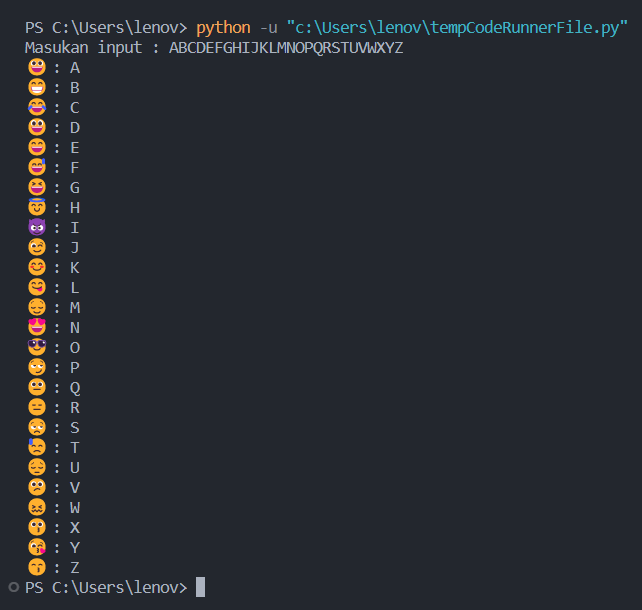 PS C:\Users\lenov> python -u "c:\Users\lenov\tempCodeRunnerFile.py"
Masukan input : ABCDEFGHIJKLMNOPQRSTUVWXYZ
😀 : A
😁 : B
😂 : C
😃 : D
😄 : E
😅 : F
😆 : G
😇 : H
😈 : I
😉 : J
😊 : K
😋 : L
😌 : M
😍 : N
😎 : O
😏 : P
😐 : Q
😑 : R
😒 : S
😓 : T
😔 : U
😕 : V
😖 : W
😗 : X
😘 : Y
😙 : Z
PS C:\Users\lenov>